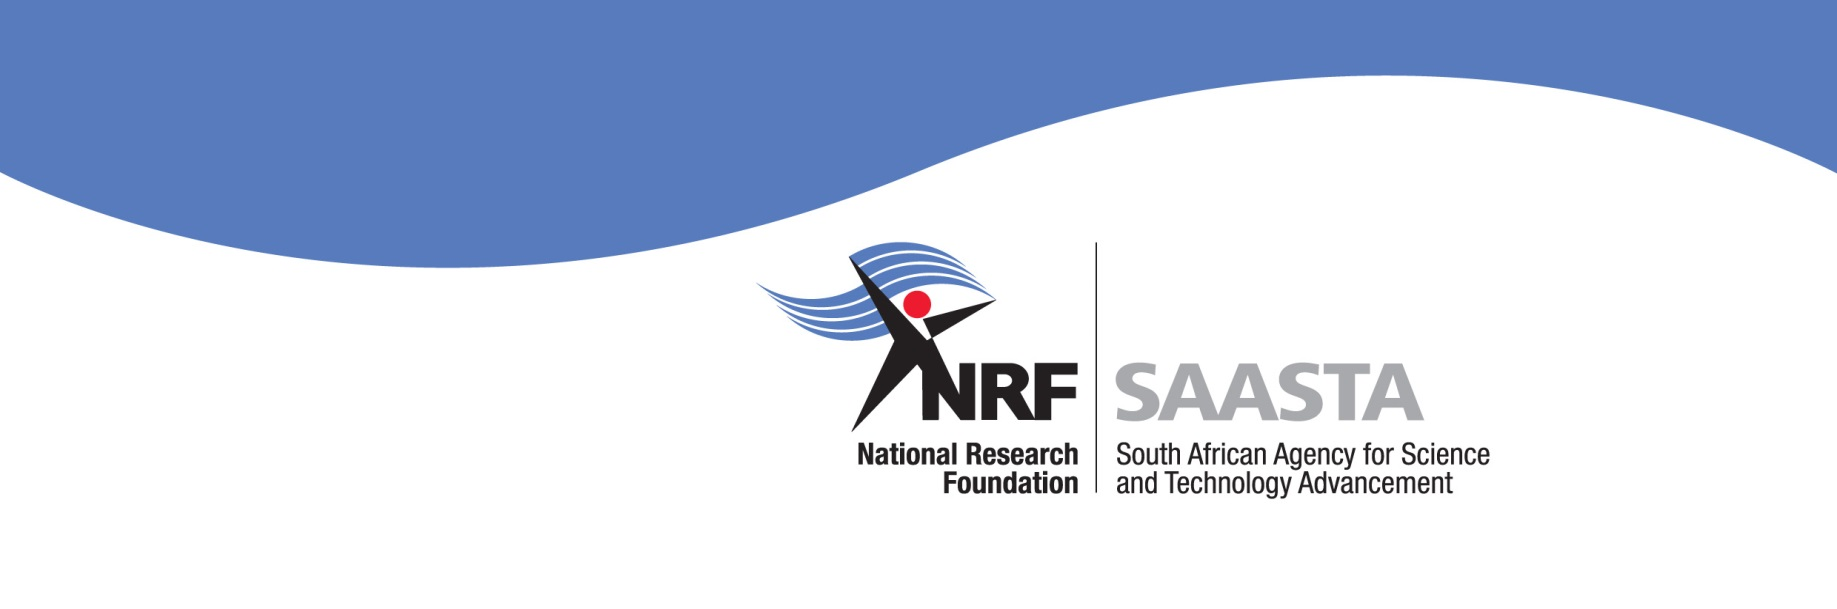 NRF
National Research
Foundation
SAASTA
South African Agency for Science
and Technology Advancement